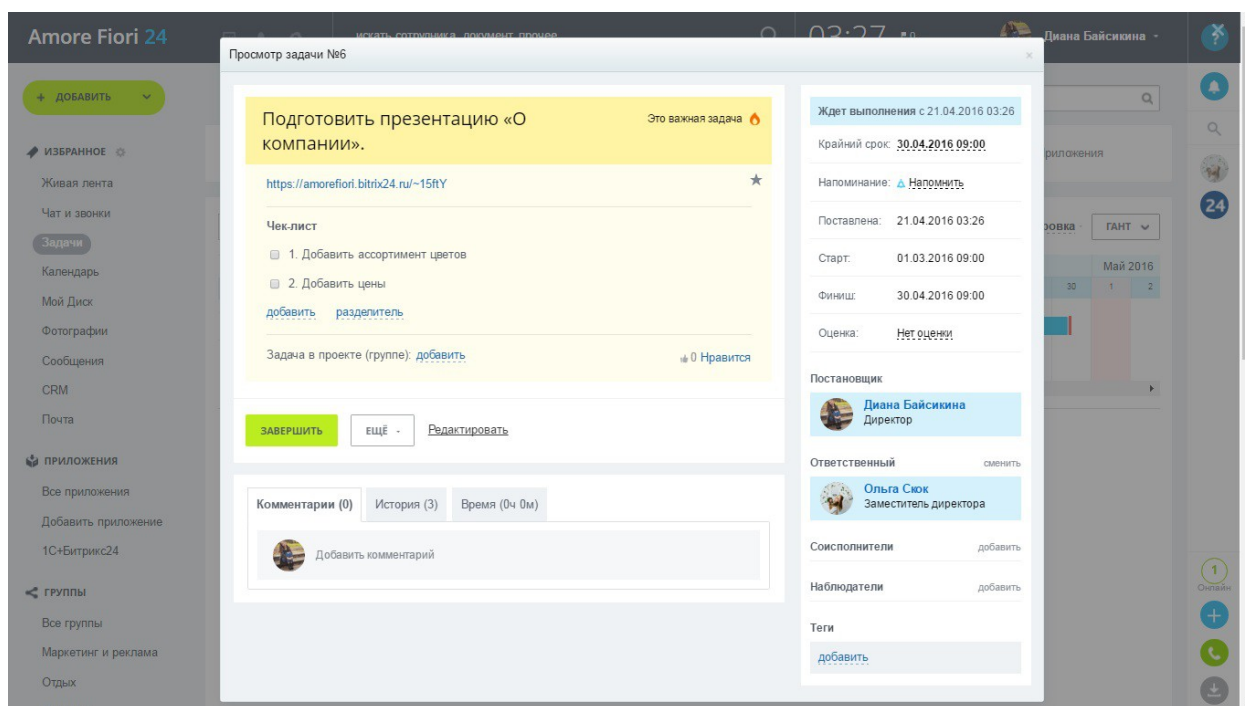 Amore Fiori 24
искать сотрудника, документ, прочее
03:27
Диана Байсикина
+ ДОБАВИТЬ
ИЗБРАННОЕ
Живая лента
Чат и звонки
Задачи
Календарь
Мой Диск
Фотографии
Сообщения
CRM
Почта
ПРИЛОЖЕНИЯ
Все приложения
Добавить приложение
1С+Битрикс24
ГРУППЫ
Все группы
Маркетинг и реклама
Отдых
Просмотр задачи №6
Подготовить презентацию «О
компании».
Это важная задача
https://amorefiori.bitrix24.ru/~15ftY
Чек-лист
1. Добавить ассортимент цветов
2. Добавить цены
добавить разделитель
Задача в проекте (группе): добавить
0 Нравится
ЗАВЕРШИТЬ
ЕЩЁ
Редактировать
Комментарии (0)
История (3)
Время (0ч 0м)
Добавить комментарий
Ждет выполнения с 21.04.2016 03:26
Крайний срок: 30.04.2016 09:00
Напоминание: Напомнить
Поставлена: 21.04.2016 03:26
Старт: 01.03.2016 09:00
Финиш: 30.04.2016 09:00
Оценка: Нет оценки
Постановщик
Диана Байсикина
Директор
Ответственный сменить
Ольга Скок
Заместитель директора
Соисполнители добавить
Наблюдатели добавить
Теги
добавить
ГАНТ
Май 2016
30 1 2
24
1
Онлайн